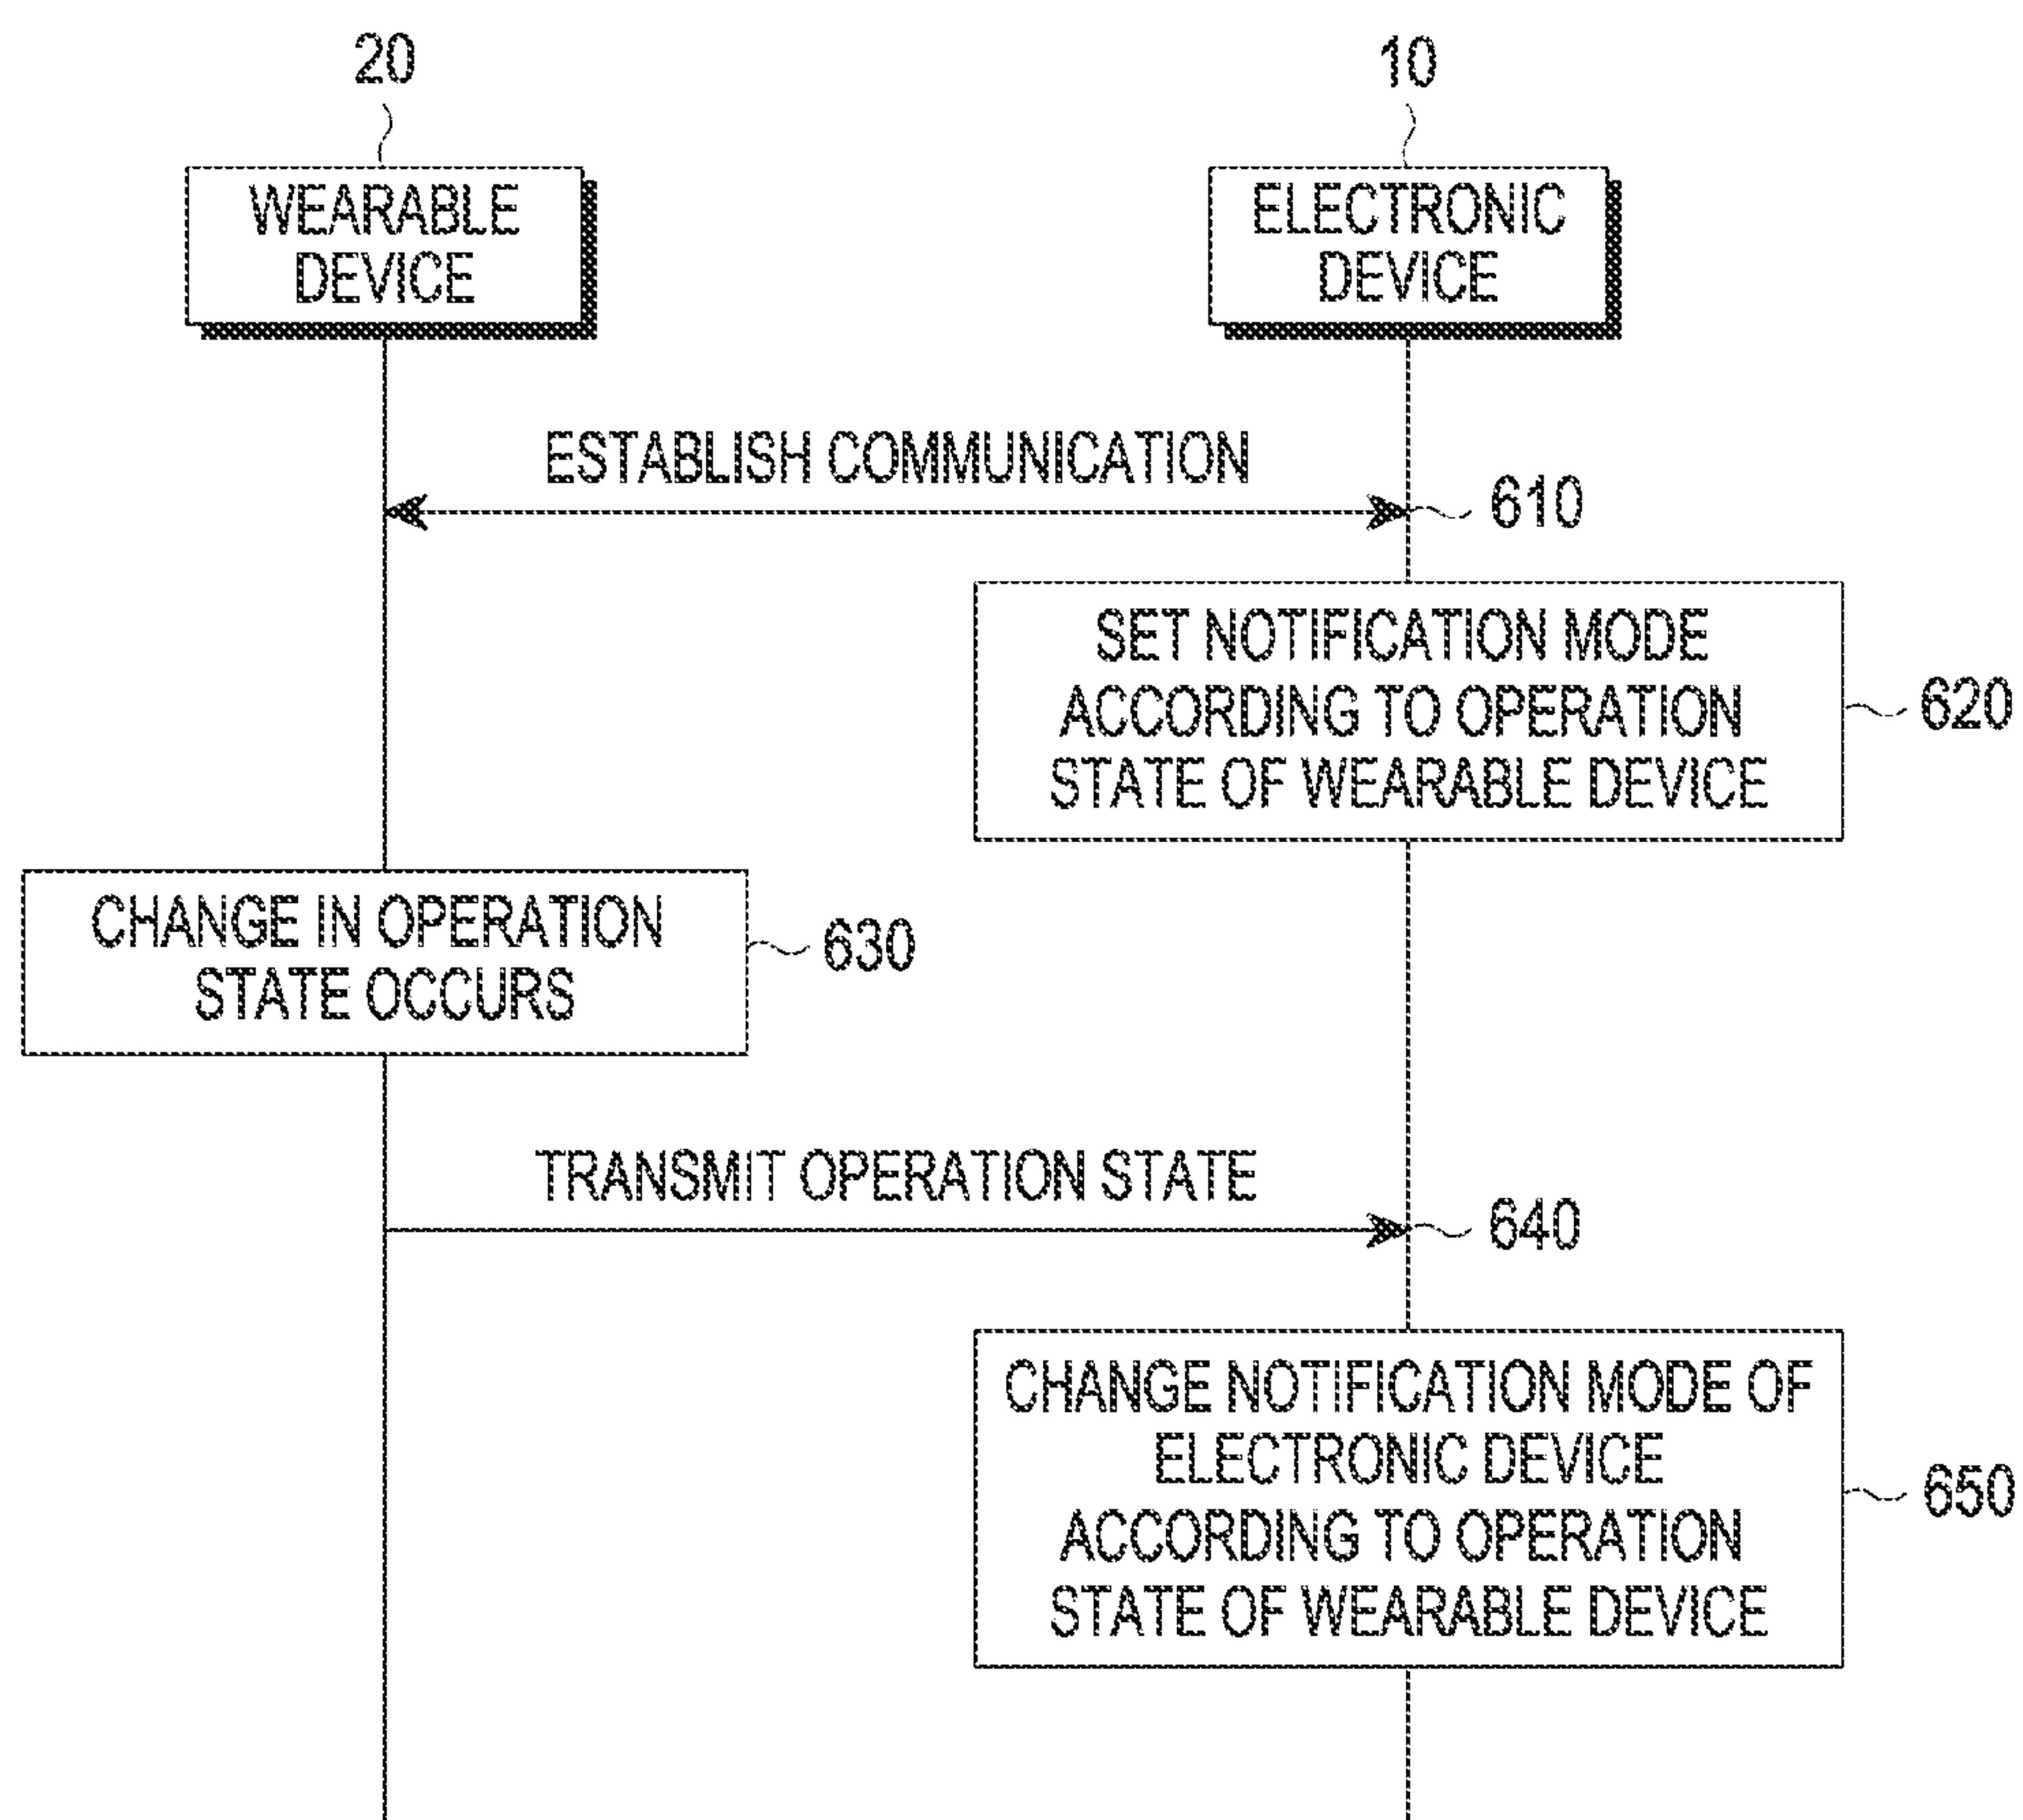 20
10
WEARABLE
DEVICE
ELECTRONIC
DEVICE
ESTABLISH COMMUNICATION
610
SET NOTIFICATION MODE
ACCORDING TO OPERATION
STATE OF WEARABLE DEVICE
620
CHANGE IN OPERATION
STATE OCCURS
630
TRANSMIT OPERATION STATE
640
CHANGE NOTIFICATION MODE OF
ELECTRONIC DEVICE
ACCORDING TO OPERATION
STATE OF WEARABLE DEVICE
650